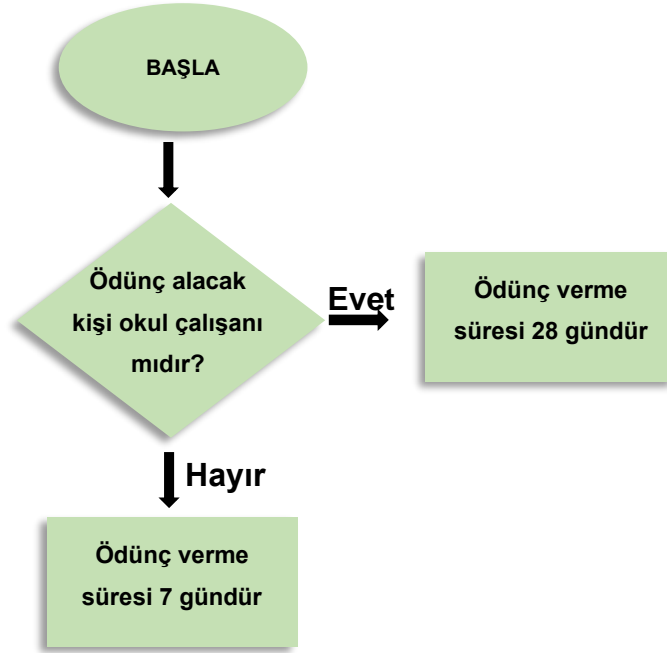 BAŞLA
Ödünç alacak
kişi okul çalışanı
mıdır?
Evet
Ödünç verme
süresi 28 gündür
Hayır
Ödünç verme
süresi 7 gündür